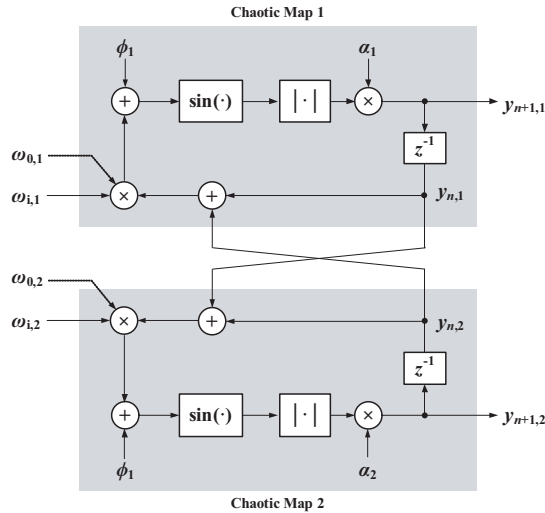 Chaotic Map 1
ϕ₁ α₁
+ sin(·) |·| × yₙ₊₁,₁
z⁻¹
ω₀,₁
ωᵢ,₁ × + yₙ,₁
ω₀,₂
ωᵢ,₂ × + yₙ,₂
z⁻¹
+ sin(·) |·| × yₙ₊₁,₂
ϕ₁ α₂
Chaotic Map 2